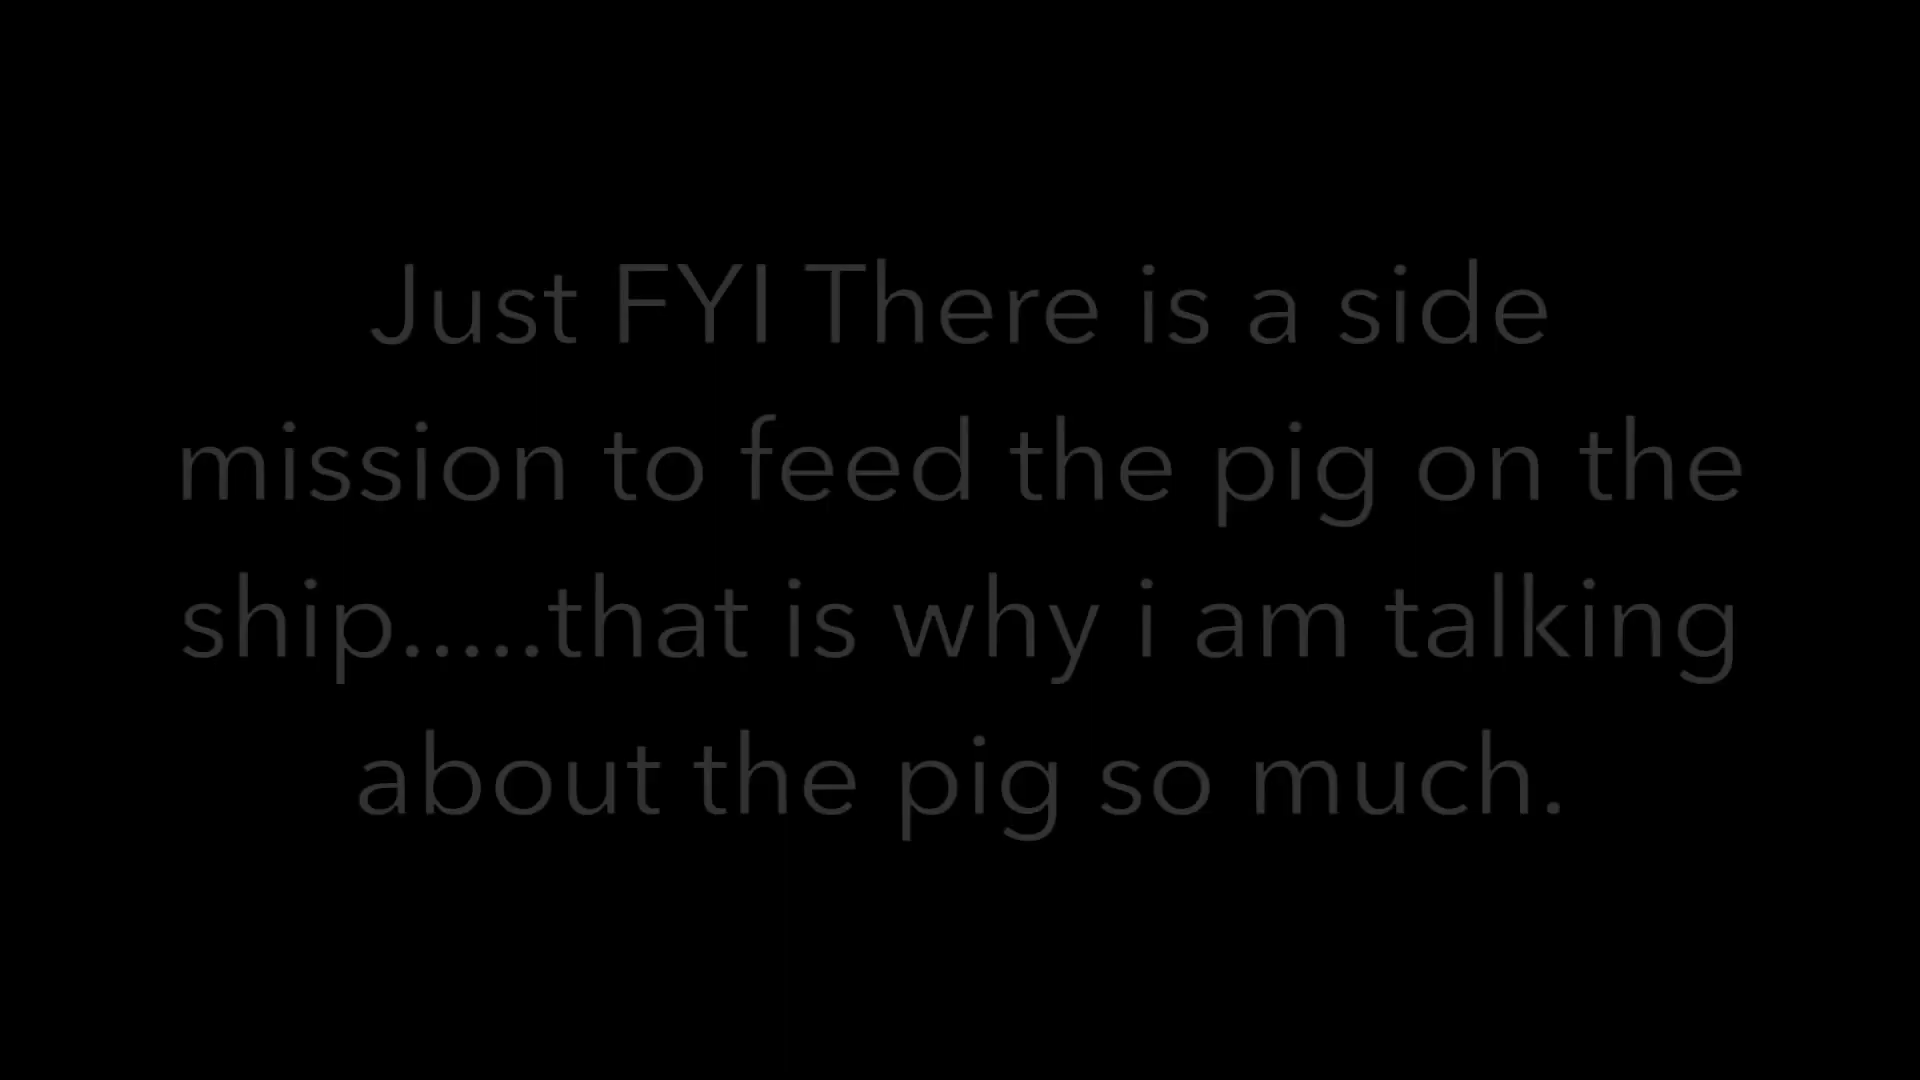 Just FYI There is a side
mission to feed the pig on the
ship.....that is why i am talking
about the pig so much.